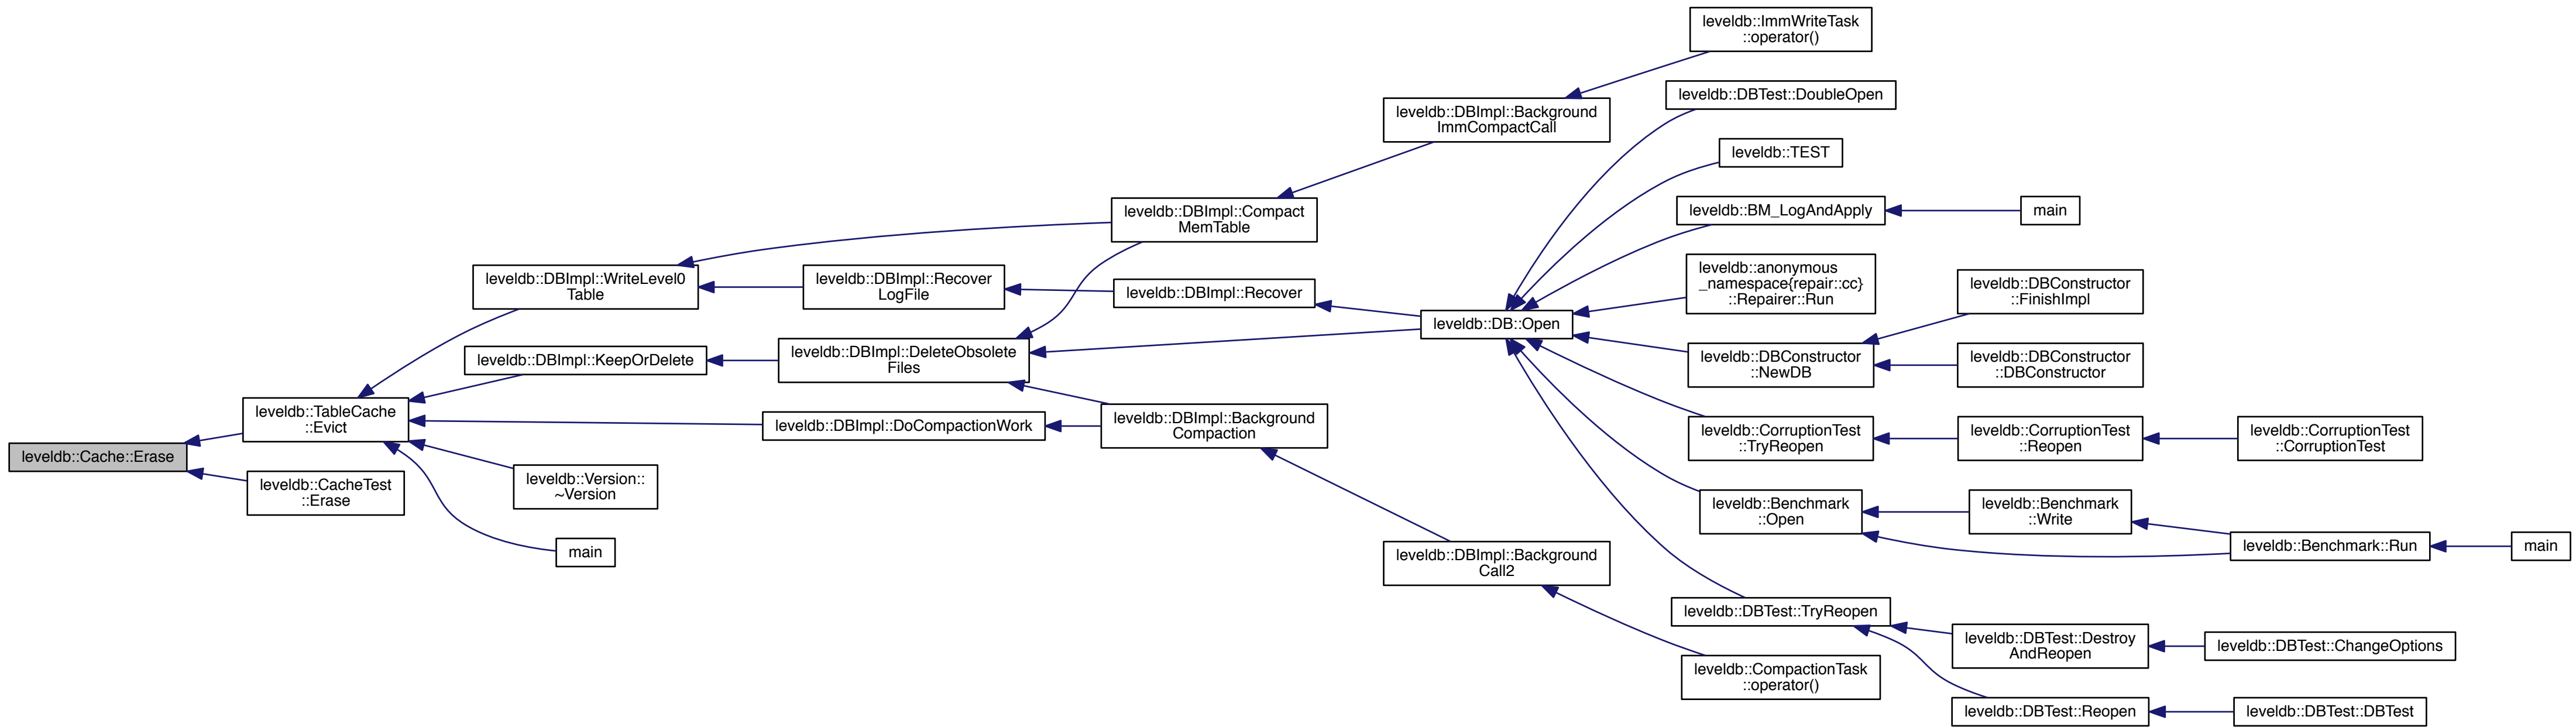 leveldb::ImmWriteTask
::operator()
leveldb::DBTest::DoubleOpen
leveldb::DBImpl::Background
ImmCompactCall
leveldb::TEST
leveldb::DBImpl::Compact
MemTable
leveldb::BM_LogAndApply
main
leveldb::DBImpl::WriteLevel0
Table
leveldb::DBImpl::Recover
LogFile
leveldb::DBImpl::Recover
leveldb::anonymous
_namespace{repair::cc}
::Repairer::Run
leveldb::DBConstructor
::FinishImpl
leveldb::DB::Open
leveldb::DBImpl::KeepOrDelete
leveldb::DBImpl::DeleteObsolete
Files
leveldb::DBConstructor
::NewDB
leveldb::DBConstructor
::DBConstructor
leveldb::TableCache
::Evict
leveldb::DBImpl::DoCompactionWork
leveldb::DBImpl::Background
Compaction
leveldb::CorruptionTest
::TryReopen
leveldb::CorruptionTest
::Reopen
leveldb::CorruptionTest
::CorruptionTest
leveldb::Cache::Erase
leveldb::CacheTest
::Erase
leveldb::Version::
~Version
leveldb::Benchmark
::Open
leveldb::Benchmark
::Write
main
leveldb::DBImpl::Background
Call2
leveldb::Benchmark::Run
main
leveldb::DBTest::TryReopen
leveldb::DBTest::Destroy
AndReopen
leveldb::DBTest::ChangeOptions
leveldb::CompactionTask
::operator()
leveldb::DBTest::Reopen
leveldb::DBTest::DBTest